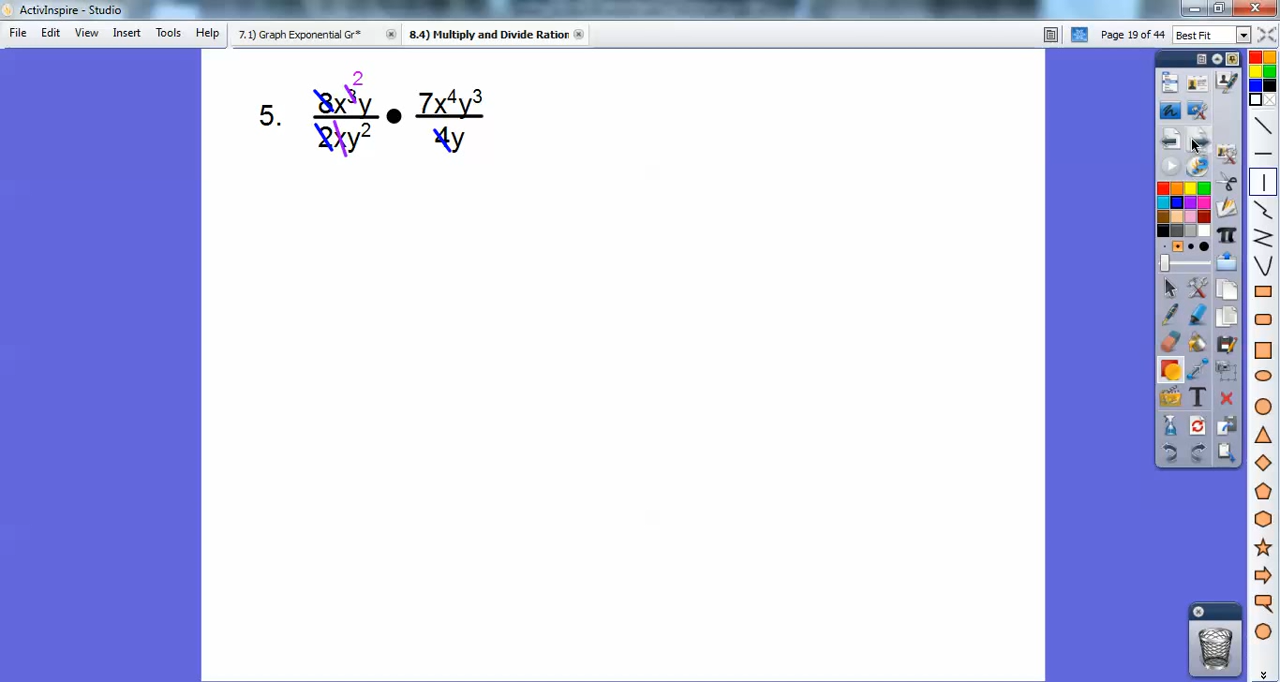 ActivInspire - Studio
File Edit View Insert Tools Help
7.1) Graph Exponential Gr*
8.4) Multiply and Divide Ration
Page 19 of 44
Best Fit
2
5. 8x³y • 7x⁴y³
2xy² 4y